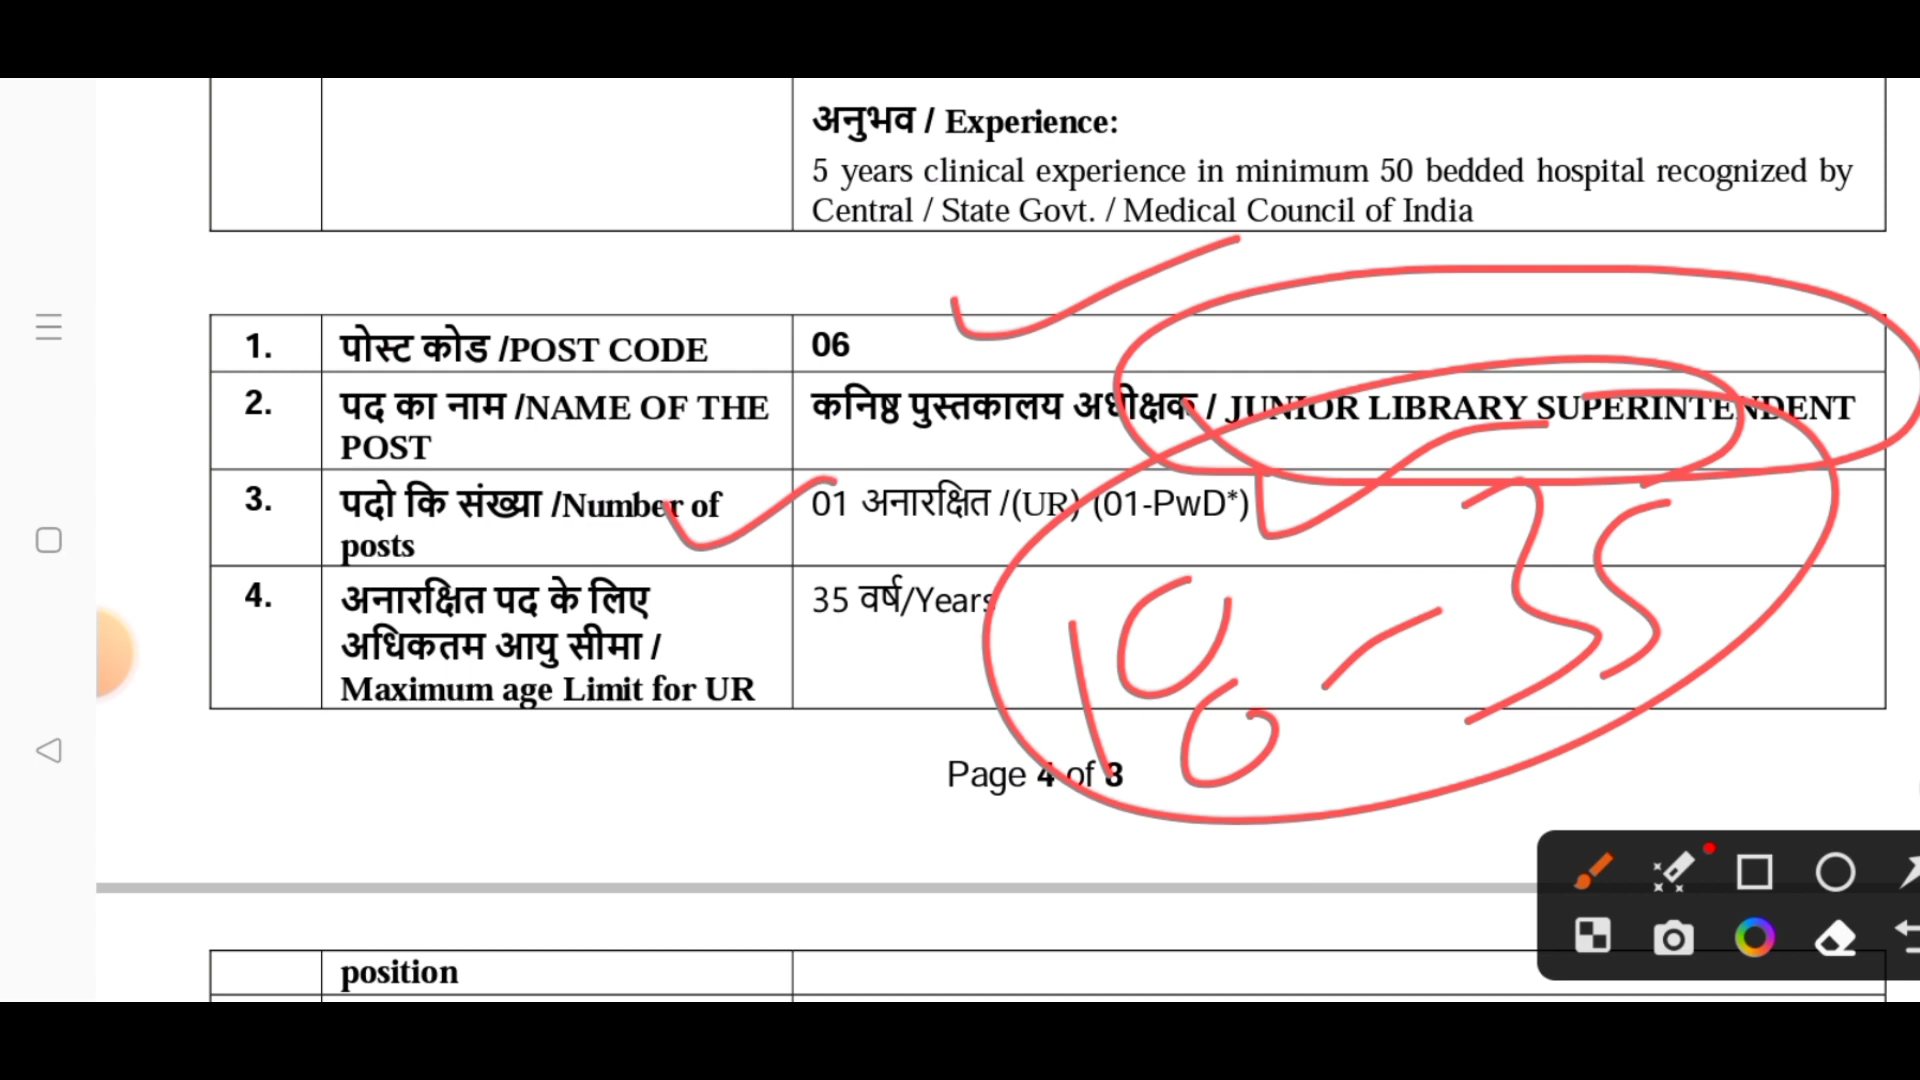 अनुभव / Experience:
5 years clinical experience in minimum 50 bedded hospital recognized by
Central / State Govt. / Medical Council of India
1. पोस्ट कोड /POST CODE 06
2. पद का नाम /NAME OF THE POST कनिष्ठ पुस्तकालय अधीक्षक / JUNIOR LIBRARY SUPERINTENDENT
3. पदो कि संख्या /Number of posts 01 अनारक्षित /(UR) (01-PwD*)
4. अनारक्षित पद के लिए
अधिकतम आयु सीमा /
Maximum age Limit for UR
35 वर्ष/Years
18 - 35
Page 4 of 3
position